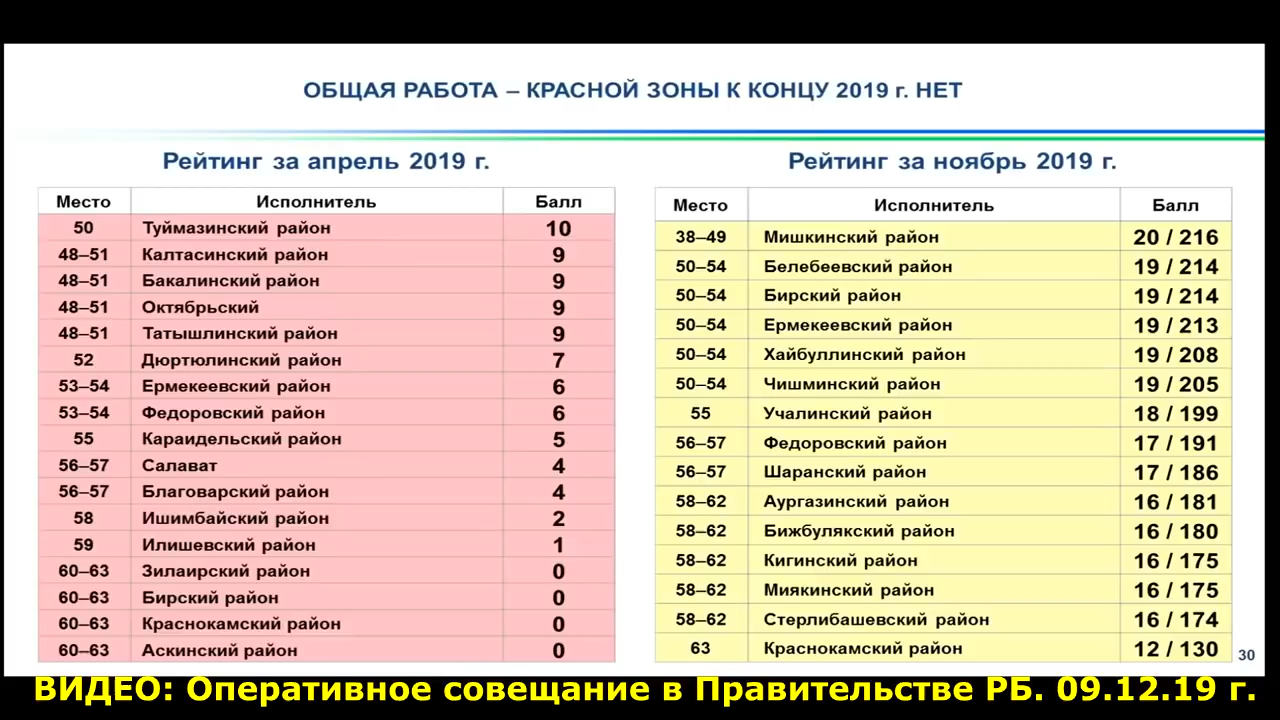 ОБЩАЯ РАБОТА – КРАСНОЙ ЗОНЫ К КОНЦУ 2019 г. НЕТ
Рейтинг за апрель 2019 г.
Место Исполнитель Балл
50 Туймазинский район 10
48–51 Калтасинский район 9
48–51 Бакалинский район 9
48–51 Октябрьский 9
48–51 Татышлинский район 9
52 Дюртюлинский район 7
53–54 Ермекеевский район 6
53–54 Федоровский район 6
55 Караидельский район 5
56–57 Салават 4
56–57 Благоварский район 4
58 Ишимбайский район 2
59 Илишевский район 1
60–63 Зилаирский район 0
60–63 Бирский район 0
60–63 Краснокамский район 0
60–63 Аскинский район 0
Рейтинг за ноябрь 2019 г.
Место Исполнитель Балл
38–49 Мишкинский район 20 / 216
50–54 Белебеевский район 19 / 214
50–54 Бирский район 19 / 214
50–54 Ермекеевский район 19 / 213
50–54 Хайбуллинский район 19 / 208
50–54 Чишминский район 19 / 205
55 Учалинский район 18 / 199
56–57 Федоровский район 17 / 191
56–57 Шаранский район 17 / 186
58–62 Аургазинский район 16 / 181
58–62 Бижбулякский район 16 / 180
58–62 Кигинский район 16 / 175
58–62 Миякинский район 16 / 175
58–62 Стерлибашевский район 16 / 174
63 Краснокамский район 12 / 130
30
ВИДЕО: Оперативное совещание в Правительстве РБ. 09.12.19 г.